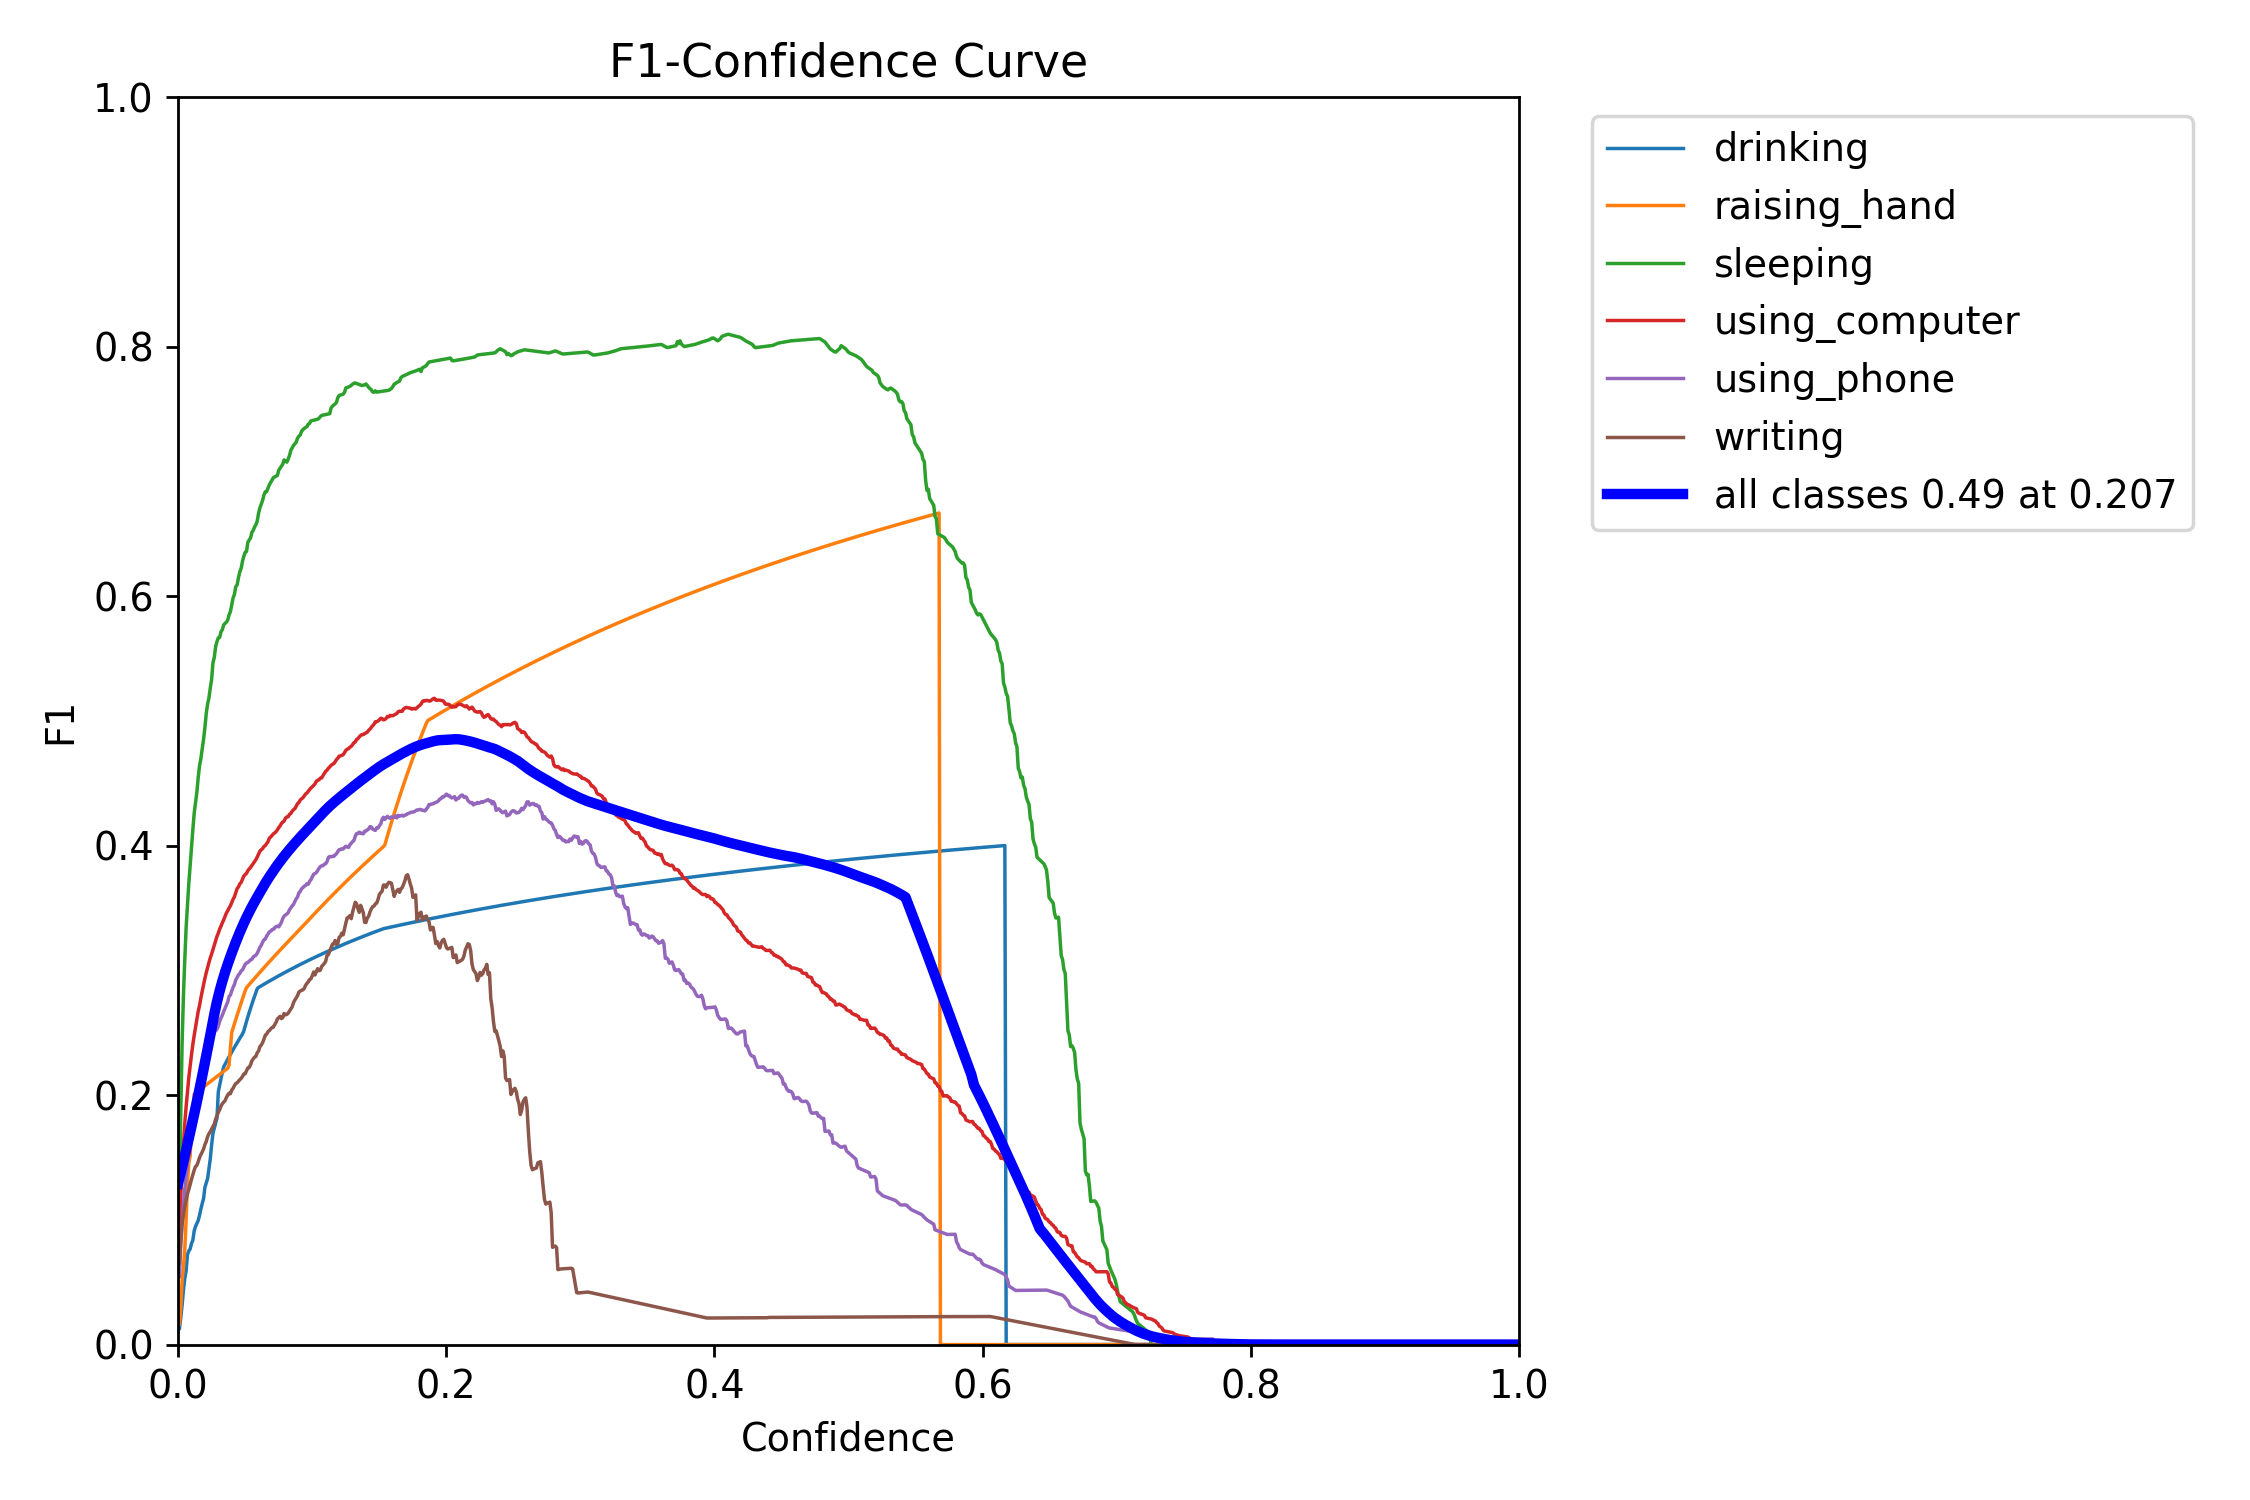 F1-Confidence Curve
1.0
0.8
0.6
0.4
0.2
0.0
F1
0.0 0.2 0.4 0.6 0.8 1.0
Confidence
drinking
raising_hand
sleeping
using_computer
using_phone
writing
all classes 0.49 at 0.207